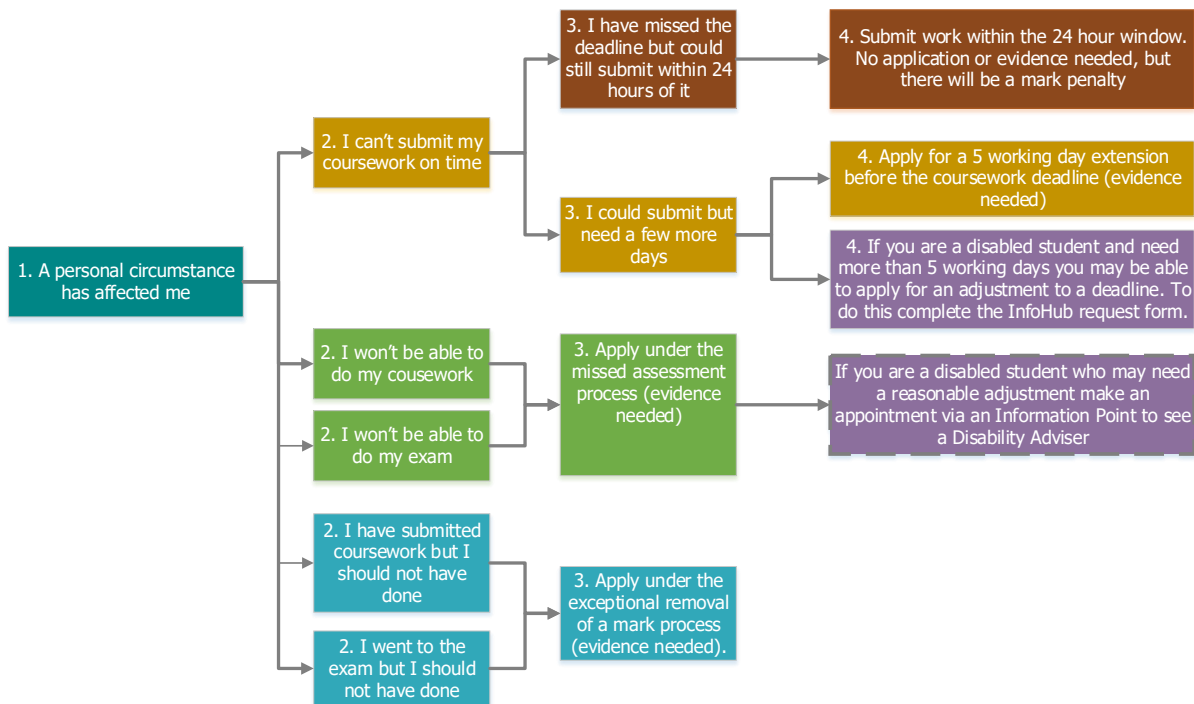 1. A personal circumstance
has affected me
2. I can't submit my
coursework on time
3. I have missed the
deadline but could
still submit within 24
hours of it
4. Submit work within the 24 hour window.
No application or evidence needed, but
there will be a mark penalty
3. I could submit but
need a few more
days
4. Apply for a 5 working day extension
before the coursework deadline (evidence
needed)
4. If you are a disabled student and need
more than 5 working days you may be able
to apply for an adjustment to a deadline. To
do this complete the InfoHub request form.
2. I won't be able to
do my cousework
2. I won't be able to
do my exam
3. Apply under the
missed assessment
process (evidence
needed)
If you are a disabled student who may need
a reasonable adjustment make an
appointment via an Information Point to see
a Disability Adviser
2. I have submitted
coursework but I
should not have
done
2. I went to the
exam but I should
not have done
3. Apply under the
exceptional removal
of a mark process
(evidence needed).